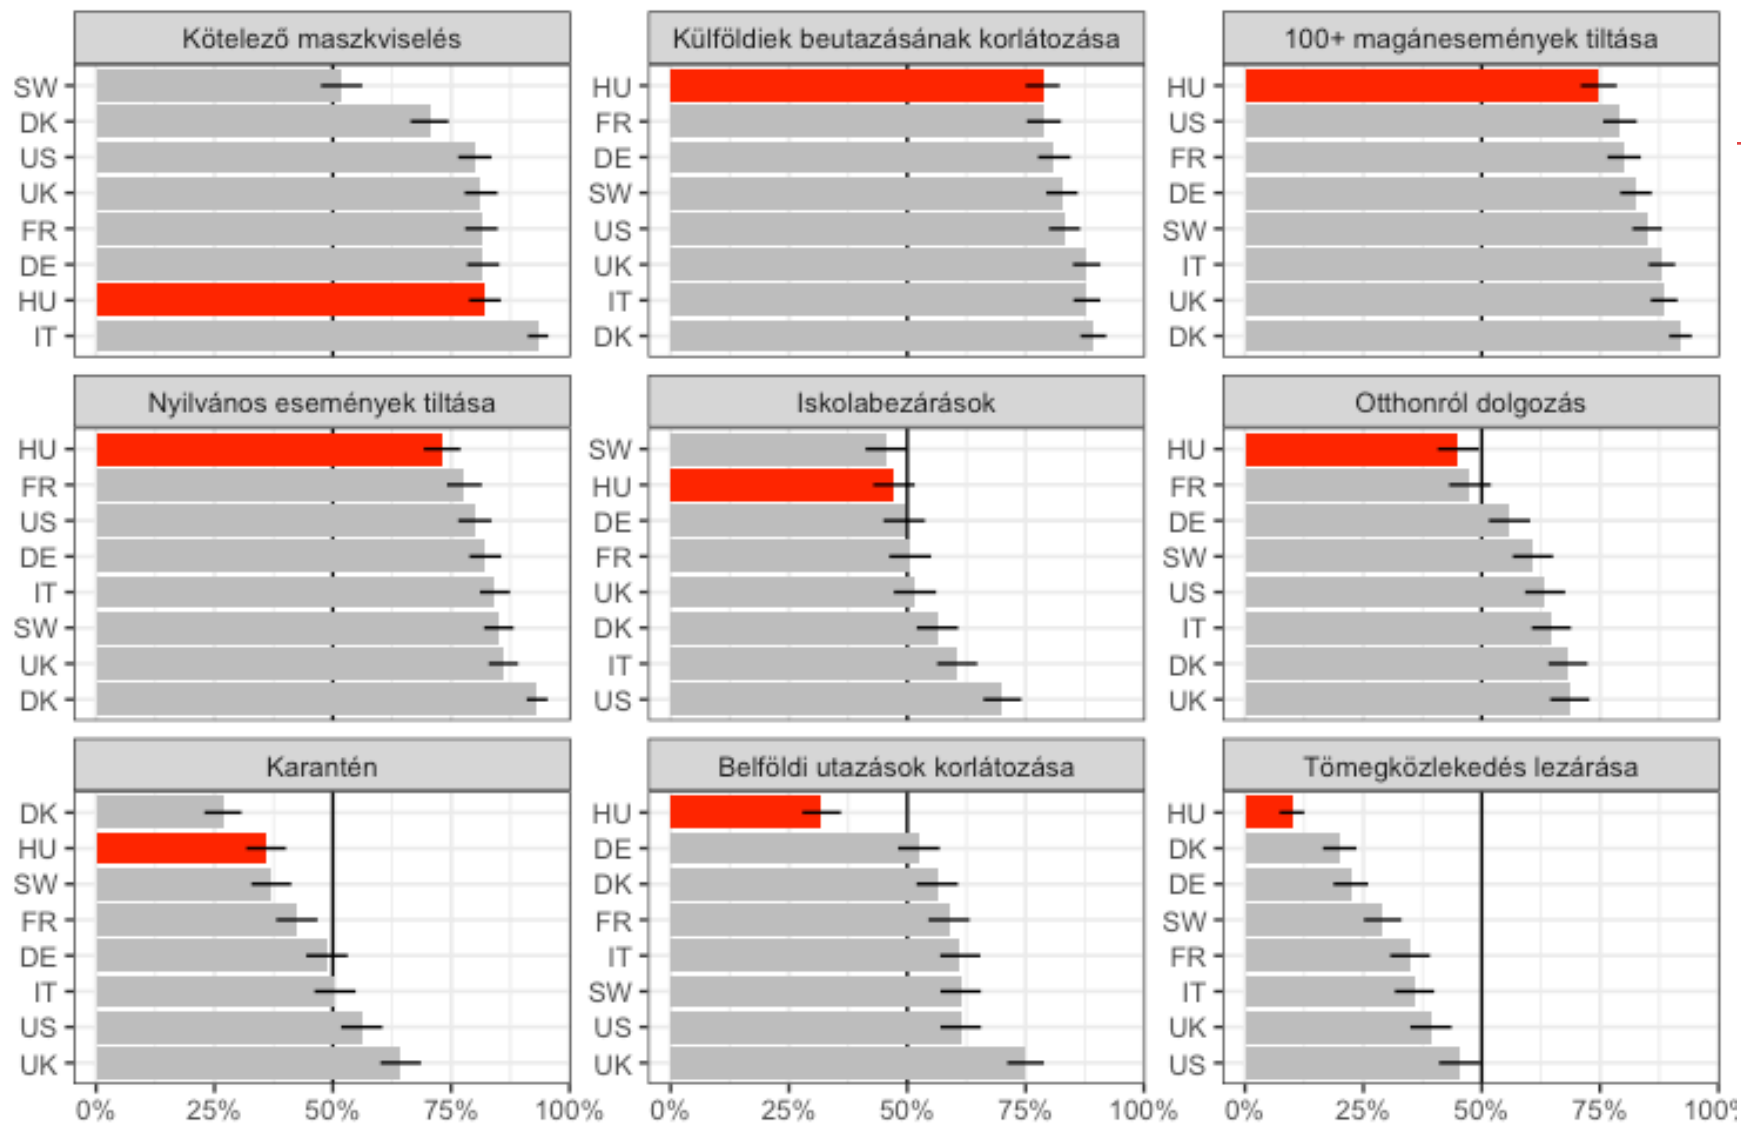 Kötelező maszkviselés
SW
DK
US
UK
FR
DE
HU
IT
Külföldiek beutazásának korlátozása
HU
FR
DE
SW
US
UK
IT
DK
100+ magánesemények tiltása
HU
US
FR
DE
SW
IT
UK
DK
Nyilvános események tiltása
HU
FR
US
DE
IT
SW
UK
DK
Iskolabezárások
SW
HU
DE
FR
UK
DK
IT
US
Otthonról dolgozás
HU
FR
DE
SW
US
IT
DK
UK
Karantén
DK
HU
SW
FR
DE
IT
US
UK
0% 25% 50% 75% 100%
Belföldi utazások korlátozása
HU
DE
DK
FR
IT
SW
US
UK
0% 25% 50% 75% 100%
Tömegközlekedés lezárása
HU
DK
DE
SW
FR
IT
UK
US
0% 25% 50% 75% 100%